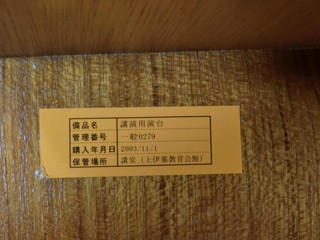 備品名 講演用演台
管理番号 一般0279
購入年月日 2003/11/1
保管場所 講堂(上伊那教育会館)